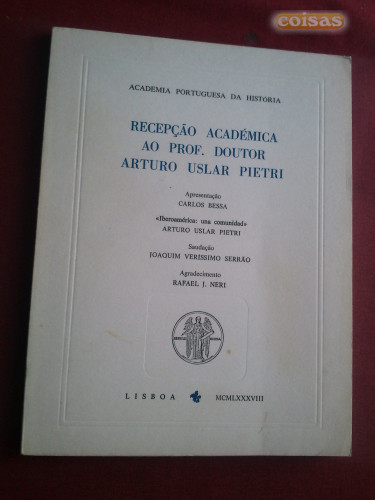 coisas
ACADEMIA PORTUGUESA DA HISTÓRIA
RECEPÇÃO ACADÉMICA
AO PROF. DOUTOR
ARTURO USLAR PIETRI
Apresentação
CARLOS BESSA
«Iberoamérica: una comunidad»
ARTURO USLAR PIETRI
Saudação
JOAQUIM VERISSIMO SERRÃO
Agradecimento
RAFAEL J. NERI
LISBOA MCMLXXXVIII